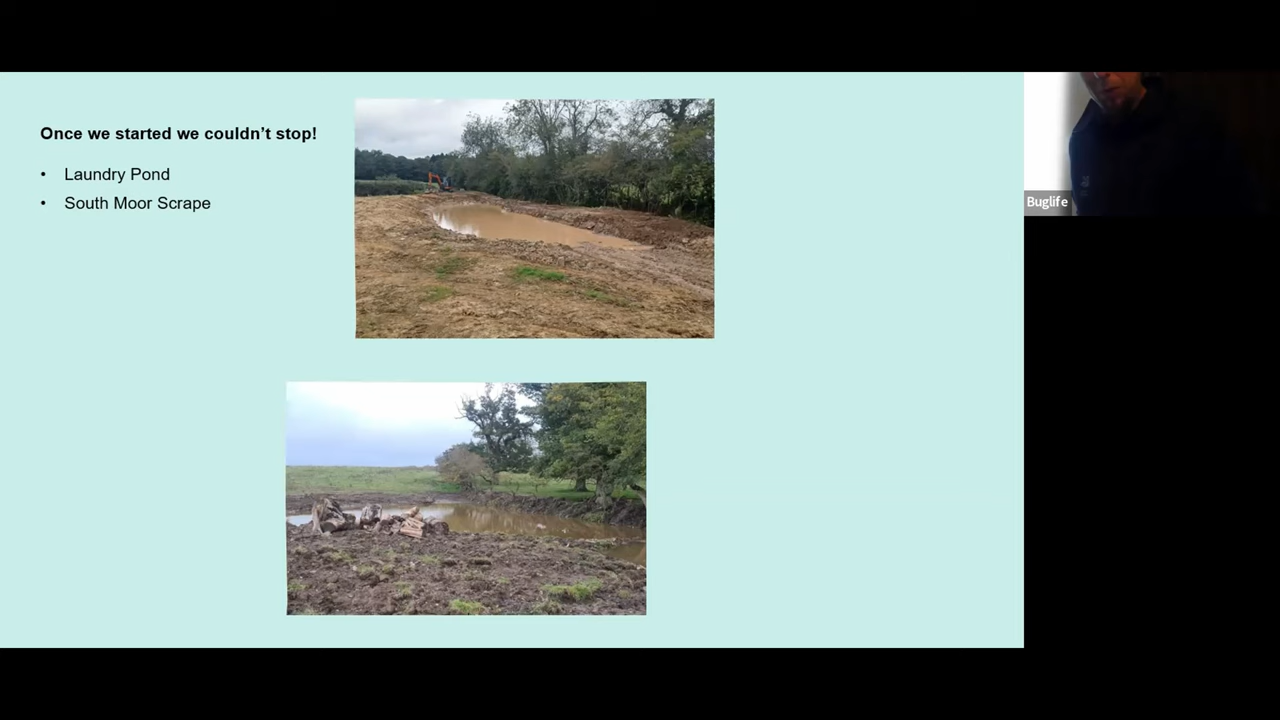 Once we started we couldn’t stop!
• Laundry Pond
• South Moor Scrape
Buglife